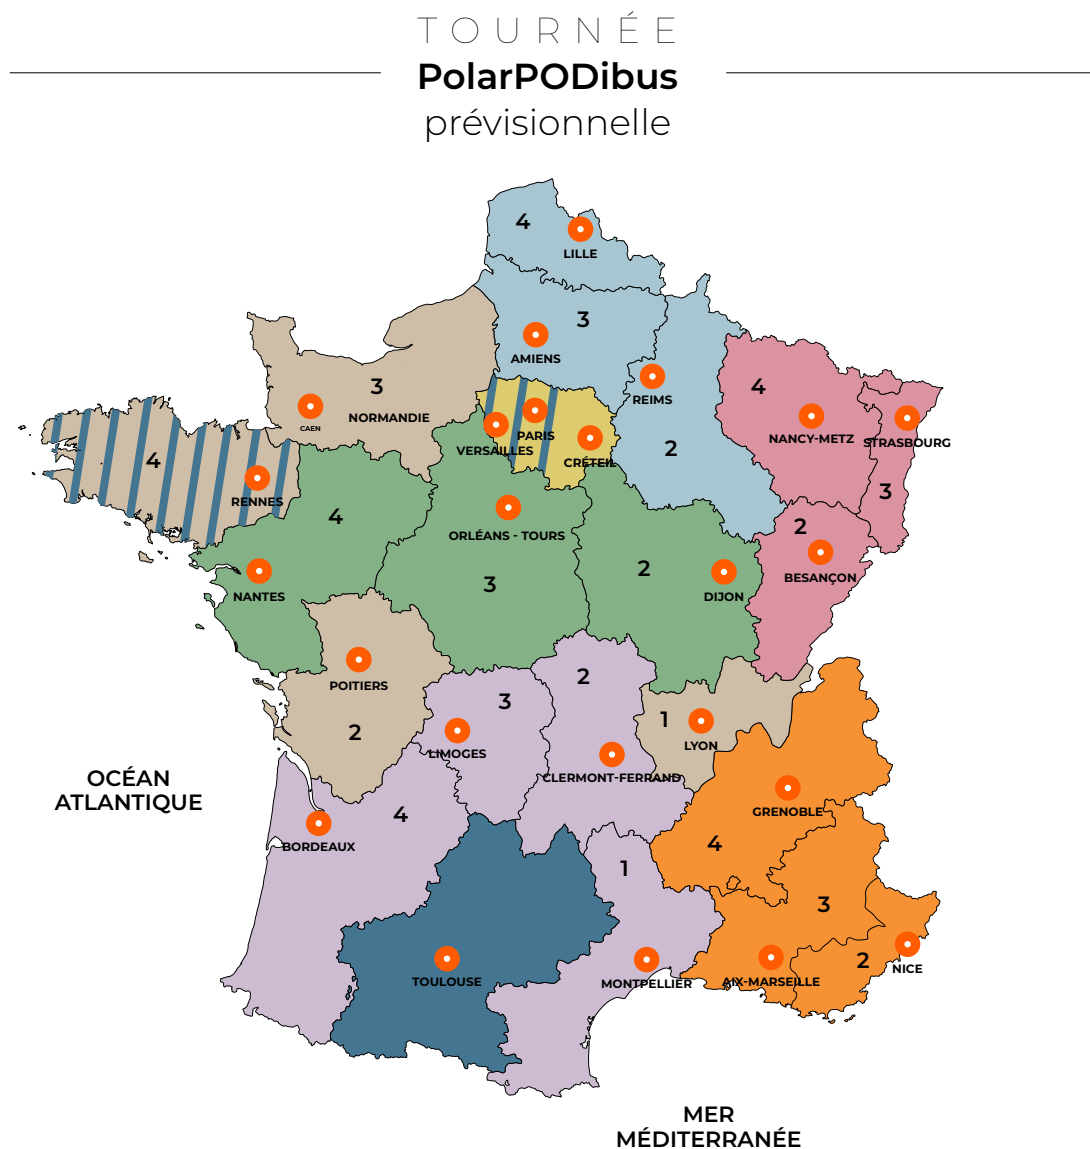 TOURNÉE
PolarPODibus
prévisionnelle
4
LILLE
3
AMIENS
REIMS
2
3
NORMANDIE
CAEN
4
NANCY-METZ
STRASBOURG
3
PARIS
VERSAILLES
CRÉTEIL
4
RENNES
4
NANTES
ORLÉANS - TOURS
3
2
DIJON
2
BESANÇON
POITIERS
2
3
LIMOGES
2
CLERMONT-FERRAND
1
LYON
OCÉAN
ATLANTIQUE
4
BORDEAUX
GRENOBLE
4
1
3
TOULOUSE
MONTPELLIER
AIX-MARSEILLE
2
NICE
MER
MÉDITERRANÉE